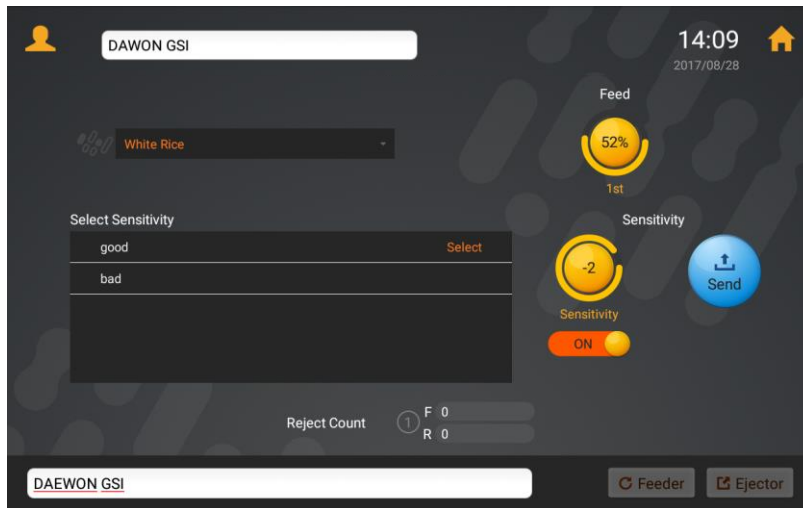 DAWON GSI
14:09
2017/08/28
Feed
White Rice
52%
1st
Select Sensitivity
Sensitivity
good Select
bad
-2
Send
Sensitivity
ON
Reject Count 1 F 0
R 0
DAEWON GSI
Feeder Ejector